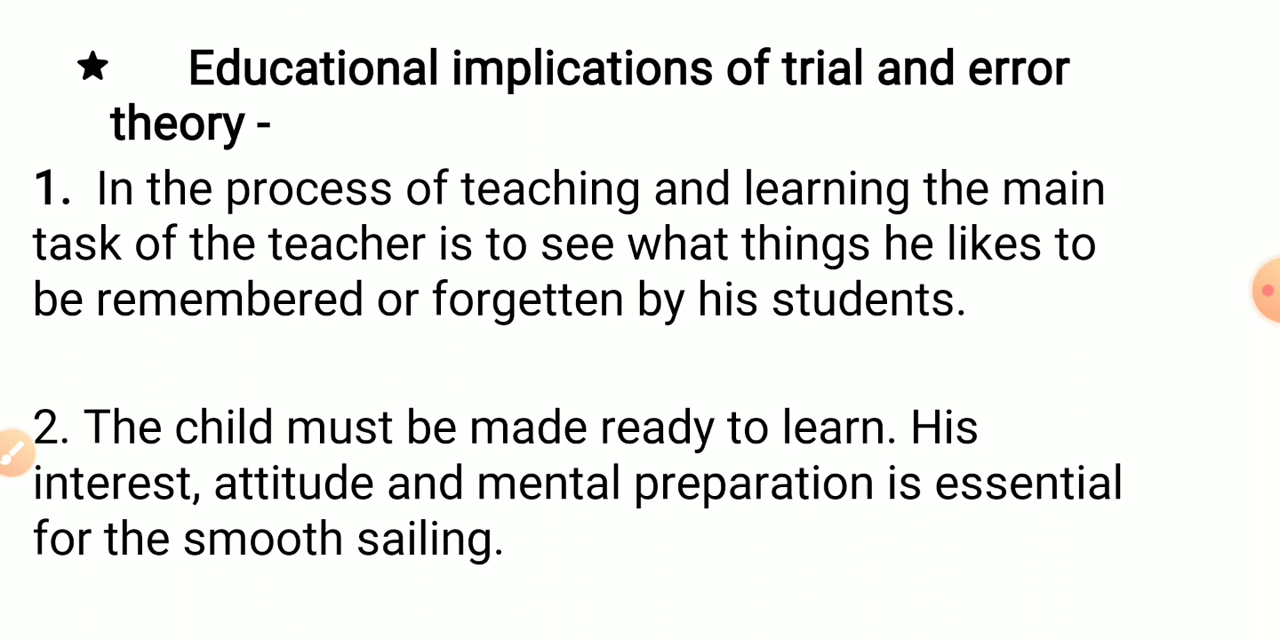 ★ Educational implications of trial and error
theory -
1. In the process of teaching and learning the main
task of the teacher is to see what things he likes to
be remembered or forgetten by his students.
2. The child must be made ready to learn. His
interest, attitude and mental preparation is essential
for the smooth sailing.